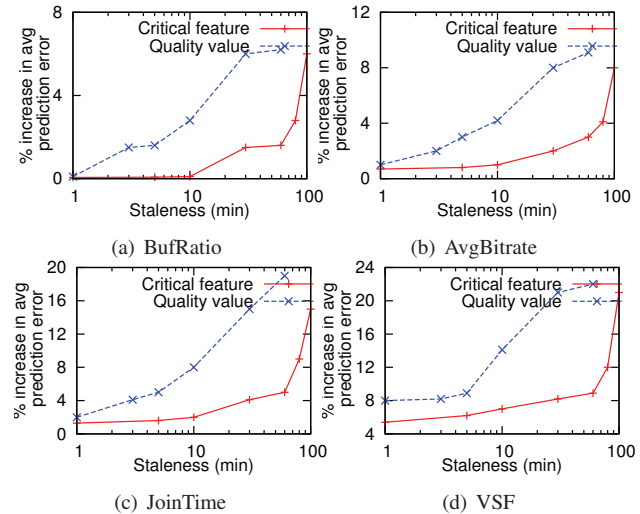 8
6
4
2
0
% increase in avg
prediction error
Critical feature
Quality value
1
10
100
Staleness (min)
(a) BufRatio
12
8
4
0
% increase in avg
prediction error
Critical feature
Quality value
1
10
100
Staleness (min)
(b) AvgBitrate
20
16
12
8
4
0
% increase in avg
prediction error
Critical feature
Quality value
1
10
100
Staleness (min)
(c) JoinTime
24
20
16
12
8
4
% increase in avg
prediction error
Critical feature
Quality value
1
10
100
Staleness (min)
(d) VSF